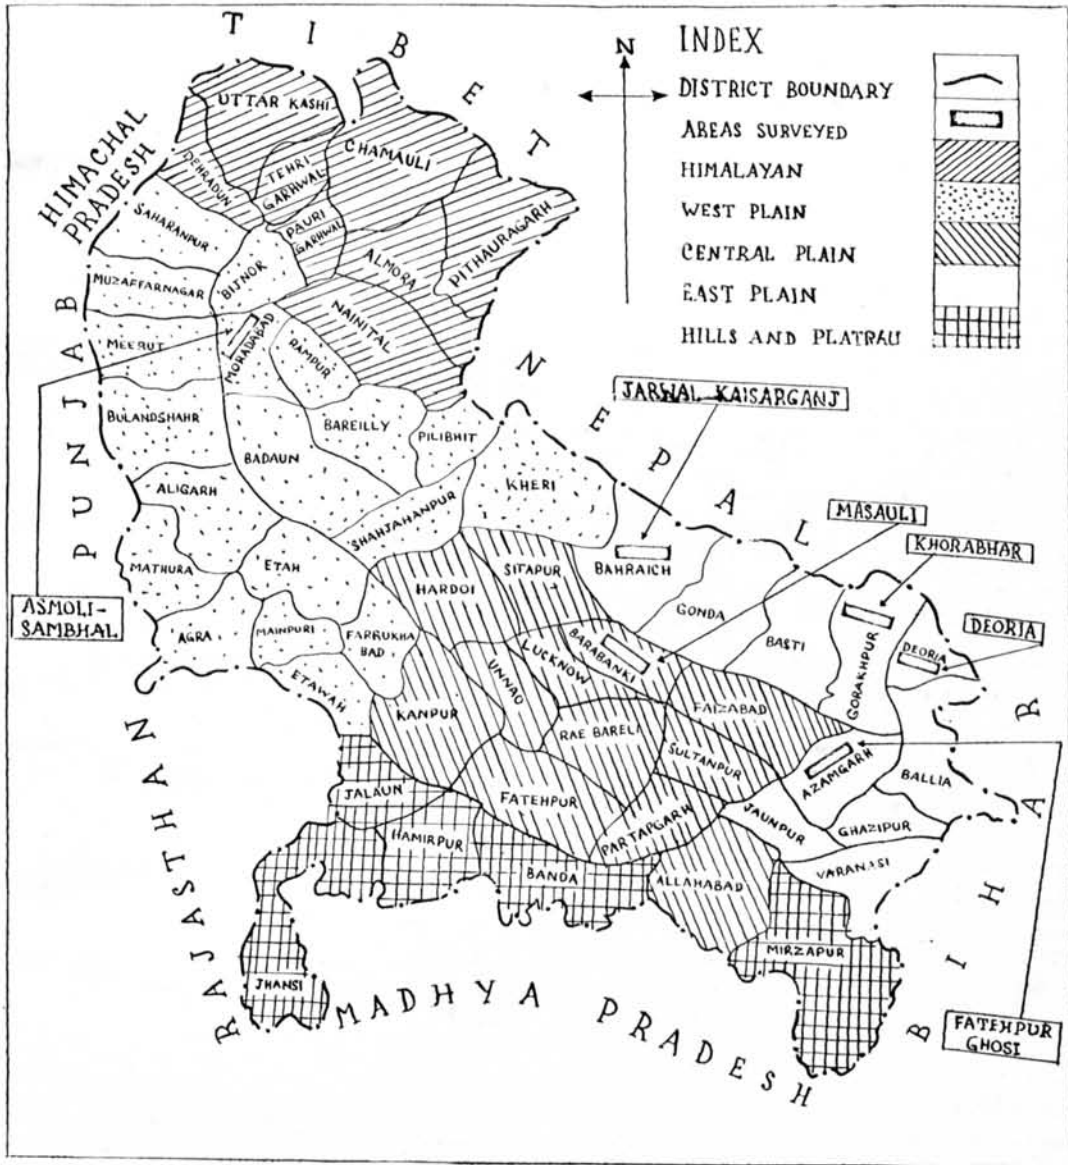 TIBET
N
INDEX
DISTRICT BOUNDARY
AREAS SURVEYED
HIMALAYAN
WEST PLAIN
CENTRAL PLAIN
EAST PLAIN
HILLS AND PLATRAU
HIMACHAL
PRADESH
UTTAR KASHI
CHAMAULI
DEHRADUN
TEHRI
GARHWAL
PAURI
GARHWAL
PITHAURAGARH
ALMORA
NAINITAL
SAHARANPUR
BIJNOR
MUZAFFARNAGAR
MEERUT
MORADABAD
RAMPUR
PUNJAB
NEPAL
JARWAL KAISARGANJ
BULANDSHAHR
BAREILLY
PILIBHIT
BADAUN
KHERI
ALIGARH
SHAHJAHANPUR
MASAULI
KHORABHAR
BAHRAICH
MATHURA
ETAH
HARDOI
SITAPUR
GONDA
ASMOLI-
SAMBHAL
AGRA
MAINPURI
FARRUKHA
BAD
BASTI
DEORIA
DEORIA
GORAKHPUR
LUCKNOW
BARABANKI
UNNAO
ETAWAH
KANPUR
RAE BARELI
FAIZABAD
SULTANPUR
AZAMGARH
BALLIA
JALAUN
FATEHPUR
PARTAPGARH
JAUNPUR
GHAZIPUR
HAMIRPUR
BANDA
ALLAHABAD
VARANASI
RAJASTHAN
BIHAR
MIRZAPUR
JHANSI
MADHYA PRADESH
FATEHPUR
GHOSI